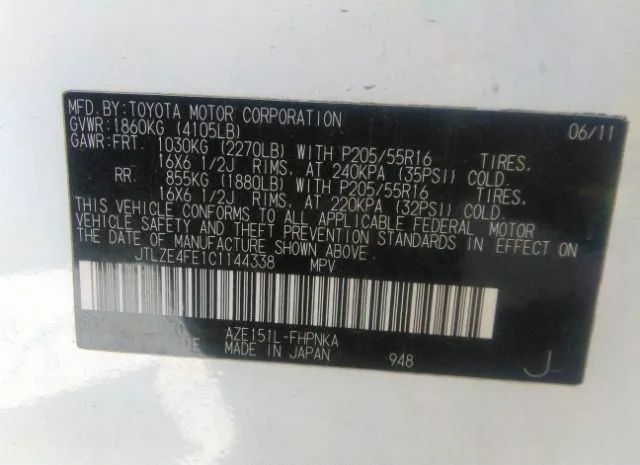 MFD.BY:TOYOTA MOTOR CORPORATION 06/11
GVWR:1860KG (4105LB)
GAWR:FRT. 1030KG (2270LB) WITH P205/55R16 TIRES.
16X6 1/2J RIMS, AT 240KPA (35PSI) COLD.
RR. 855KG (1880LB) WITH P205/55R16 TIRES.
16X6 1/2J RIMS, AT 220KPA (32PSI) COLD.
THIS VEHICLE CONFORMS TO ALL APPLICABLE FEDERAL MOTOR
VEHICLE SAFETY AND THEFT PREVENTION STANDARDS IN EFFECT ON
THE DATE OF MANUFACTURE SHOWN ABOVE.
JTLZE4FE1C1144338 MPV
AZE151L-FHPNKA
MADE IN JAPAN 948 J